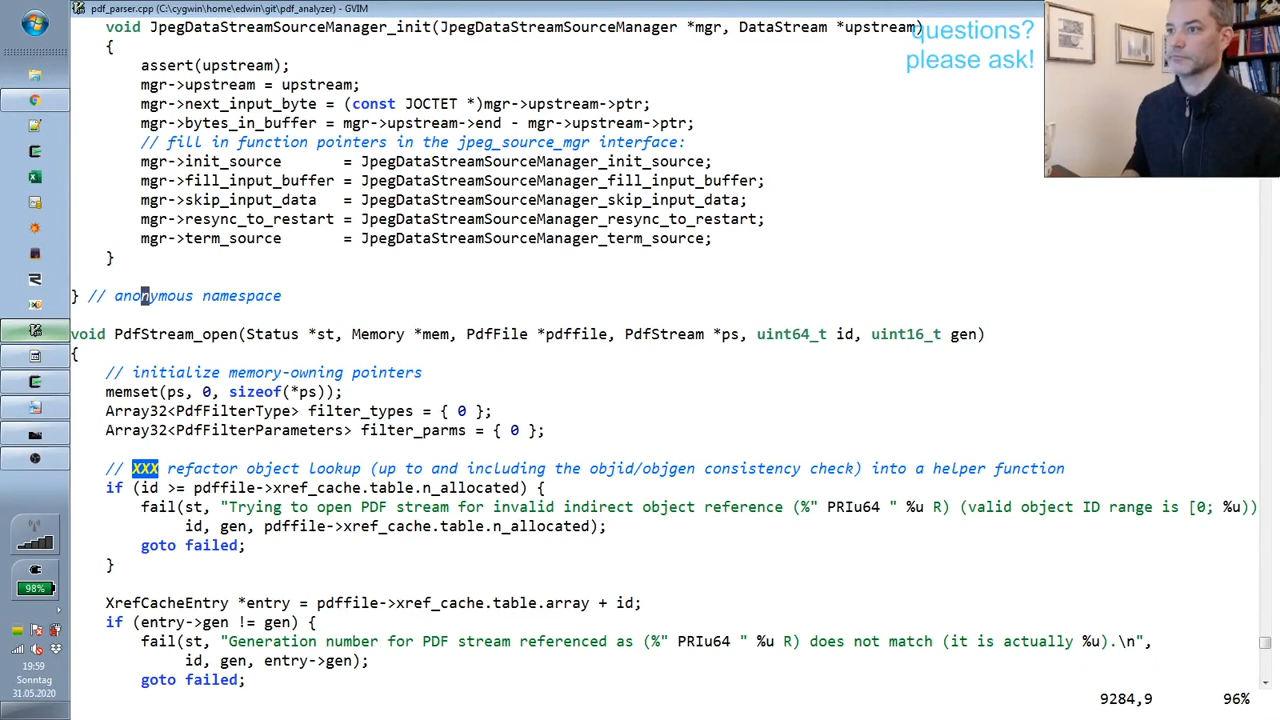 pdf_parser.cpp (C:\cygwin\home\edwin\git\pdf_analyzer) - GVIM
void JpegDataStreamSourceManager_init(JpegDataStreamSourceManager *mgr, DataStream *upstream)
questions?
please ask!
{
assert(upstream);
mgr->upstream = upstream;
mgr->next_input_byte = (const JOCTET *)mgr->upstream->ptr;
mgr->bytes_in_buffer = mgr->upstream->end - mgr->upstream->ptr;
// fill in function pointers in the jpeg_source_mgr interface:
mgr->init_source       = JpegDataStreamSourceManager_init_source;
mgr->fill_input_buffer = JpegDataStreamSourceManager_fill_input_buffer;
mgr->skip_input_data   = JpegDataStreamSourceManager_skip_input_data;
mgr->resync_to_restart = JpegDataStreamSourceManager_resync_to_restart;
mgr->term_source       = JpegDataStreamSourceManager_term_source;
}
} // anonymous namespace
void PdfStream_open(Status *st, Memory *mem, PdfFile *pdffile, PdfStream *ps, uint64_t id, uint16_t gen)
{
// initialize memory-owning pointers
memset(ps, 0, sizeof(*ps));
Array32<PdfFilterType> filter_types = { 0 };
Array32<PdfFilterParameters> filter_parms = { 0 };
// XXX refactor object lookup (up to and including the objid/objgen consistency check) into a helper function
if (id >= pdffile->xref_cache.table.n_allocated) {
fail(st, "Trying to open PDF stream for invalid indirect object reference (%" PRIu64 " %u R) (valid object ID range is [0; %u))
id, gen, pdffile->xref_cache.table.n_allocated);
goto failed;
}
XrefCacheEntry *entry = pdffile->xref_cache.table.array + id;
if (entry->gen != gen) {
fail(st, "Generation number for PDF stream referenced as (%" PRIu64 " %u R) does not match (it is actually %u).\n",
id, gen, entry->gen);
goto failed;
9284,9
96%
98%
19:59
Sonntag
31.05.2020